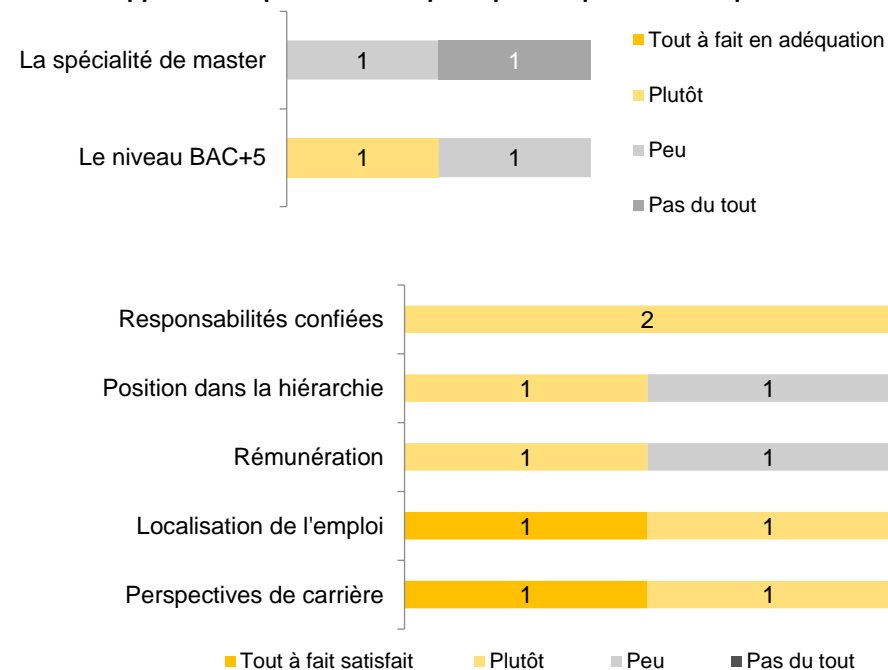 La spécialité de master
1
1
Tout à fait en adéquation
Plutôt
Le niveau BAC+5
1
1
Peu
Pas du tout
Responsabilités confiées
2
Position dans la hiérarchie
1
1
Rémunération
1
1
Localisation de l'emploi
1
1
Perspectives de carrière
1
1
Tout à fait satisfait
Plutôt
Peu
Pas du tout